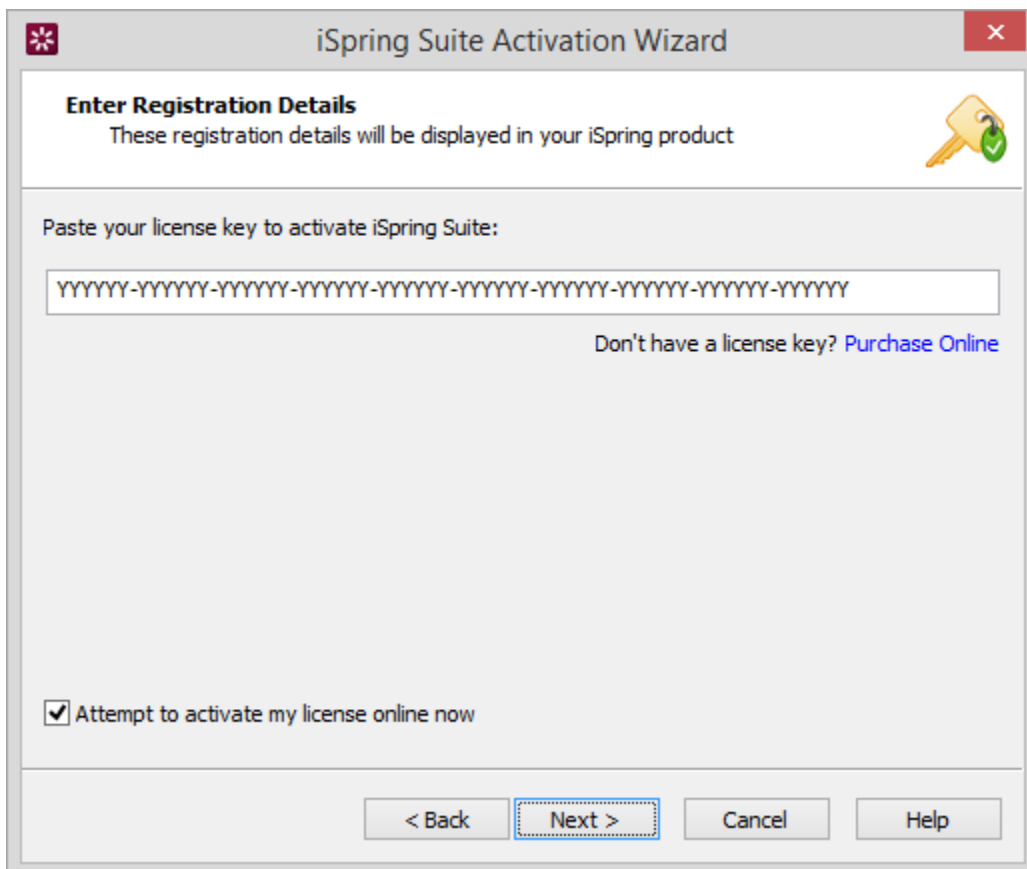 iSpring Suite Activation Wizard
Enter Registration Details
These registration details will be displayed in your iSpring product
Paste your license key to activate iSpring Suite:
YYYYYY-YYYYYY-YYYYYY-YYYYYY-YYYYYY-YYYYYY-YYYYYY-YYYYYY-YYYYYY-YYYYYY
Don't have a license key? Purchase Online
Attempt to activate my license online now
< Back Next > Cancel Help